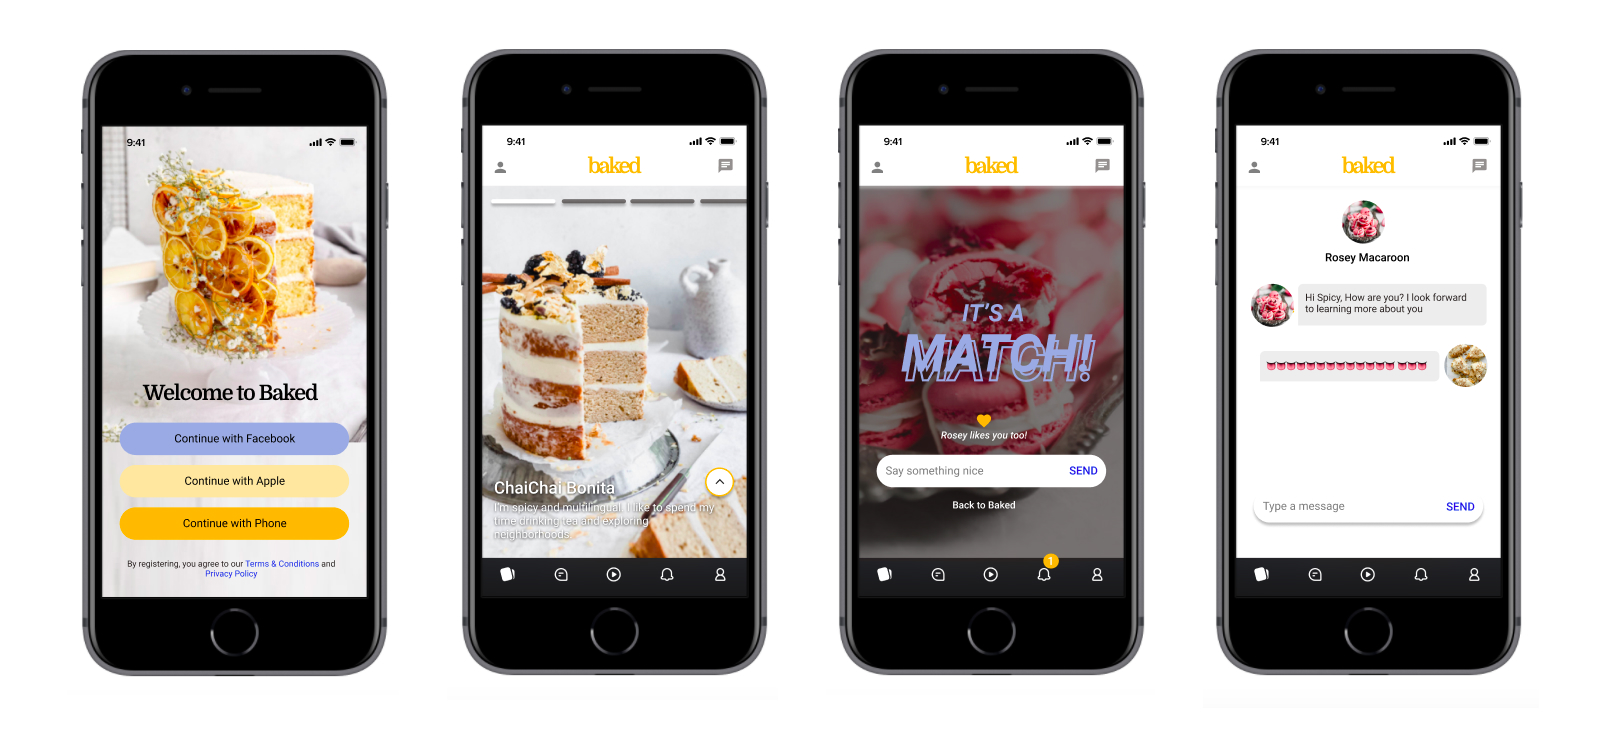 9:41
Welcome to Baked
Continue with Facebook
Continue with Apple
Continue with Phone
By registering, you agree to our Terms & Conditions and
Privacy Policy
9:41
baked
ChaiChai Bonita
I'm spicy and multilingual. I like to spend my
time drinking tea and exploring
neighborhoods.
9:41
baked
IT'S A
MATCH!
Rosey likes you too!
Say something nice
SEND
Back to Baked
1
9:41
baked
Rosey Macaroon
Hi Spicy, How are you? I look forward
to learning more about you
👅👅👅👅👅👅👅👅👅👅👅👅👅 👅👅👅
Type a message
SEND